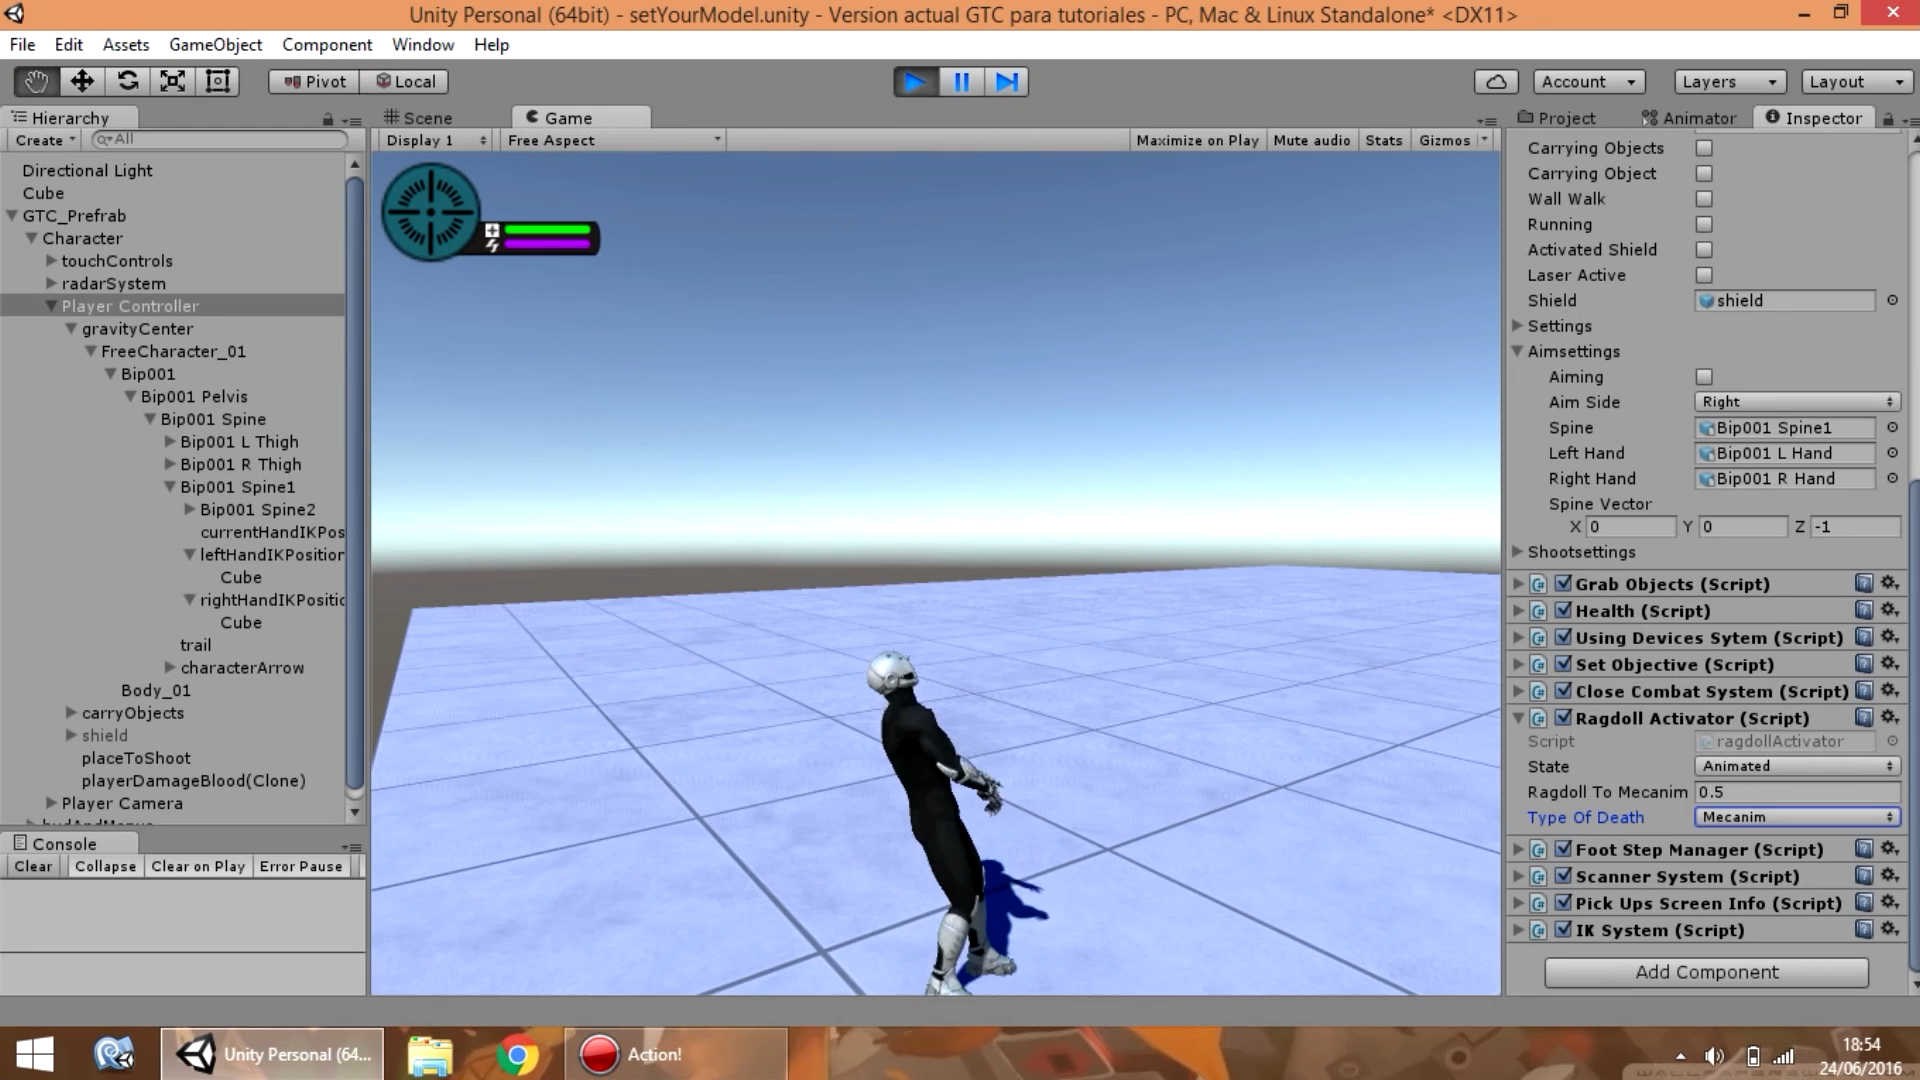 Unity Personal (64bit) - setYourModel.unity - Version actual GTC para tutoriales - PC, Mac & Linux Standalone* <DX11>
File Edit Assets GameObject Component Window Help
Pivot Local Account Layers Layout
Hierarchy
Create All
Directional Light
Cube
GTC_Prefrab
Character
touchControls
radarSystem
Player Controller
gravityCenter
FreeCharacter_01
Bip001
Bip001 Pelvis
Bip001 Spine
Bip001 L Thigh
Bip001 R Thigh
Bip001 Spine1
Bip001 Spine2
currentHandIKPos
leftHandIKPosition
Cube
rightHandIKPositic
Cube
trail
characterArrow
Body_01
carryObjects
shield
placeToShoot
playerDamageBlood(Clone)
Player Camera
Console
Clear Collapse Clear on Play Error Pause
Scene Game
Display 1 Free Aspect Maximize on Play Mute audio Stats Gizmos
Project Animator Inspector
Carrying Objects
Carrying Object
Wall Walk
Running
Activated Shield
Laser Active
Shield shield
Settings
Aimsettings
Aiming
Aim Side Right
Spine Bip001 Spine1
Left Hand Bip001 L Hand
Right Hand Bip001 R Hand
Spine Vector
X 0 Y 0 Z -1
Shootsettings
Grab Objects (Script)
Health (Script)
Using Devices Sytem (Script)
Set Objective (Script)
Close Combat System (Script)
Ragdoll Activator (Script)
Script ragdollActivator
State Animated
Ragdoll To Mecanim 0.5
Type Of Death Mecanim
Foot Step Manager (Script)
Scanner System (Script)
Pick Ups Screen Info (Script)
IK System (Script)
Add Component
Unity Personal (64... Action!
18:54
24/06/2016